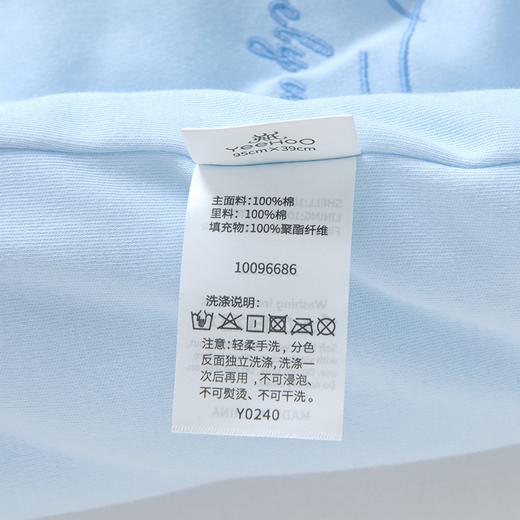 YeeHoO
95cm×39cm
主面料:100%棉
里料:100%棉
填充物:100%聚酯纤维
10096686
洗涤说明:
注意:轻柔手洗,分色
反面独立洗涤,洗涤一
次后再用,不可浸泡、
不可熨烫、不可干洗。
Y0240